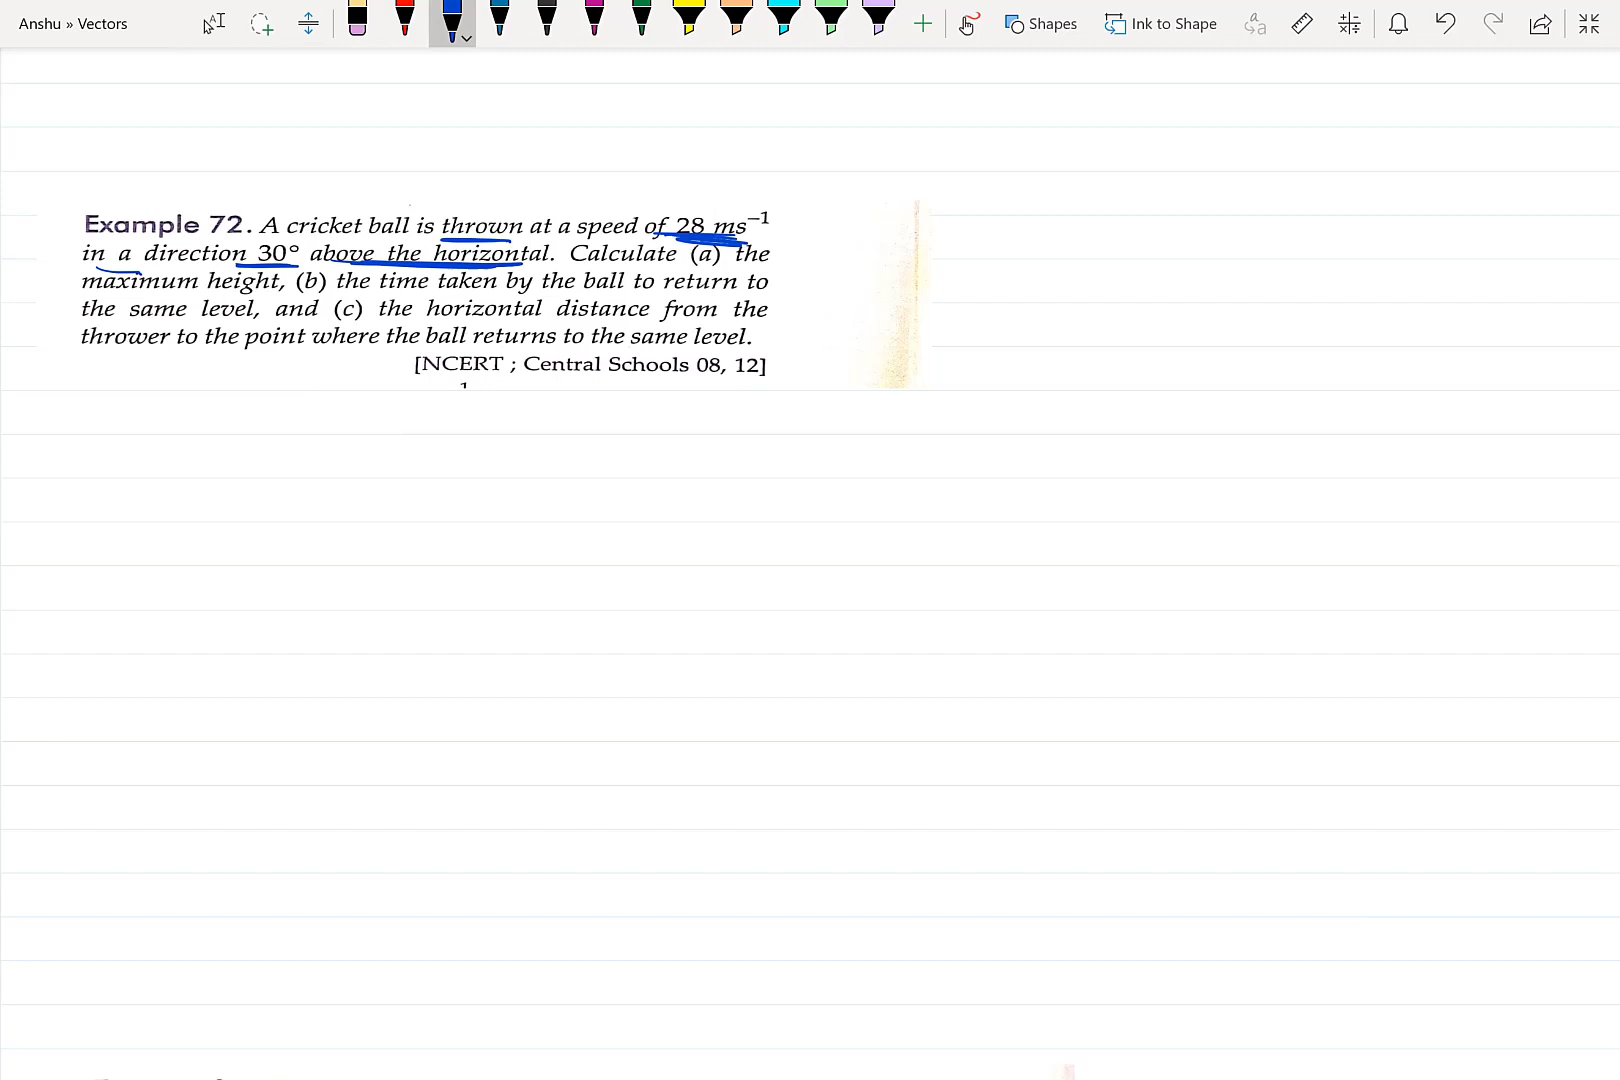 Anshu » Vectors
Shapes
Ink to Shape
Example 72. A cricket ball is thrown at a speed of 28 ms⁻¹
in a direction 30° above the horizontal. Calculate (a) the
maximum height, (b) the time taken by the ball to return to
the same level, and (c) the horizontal distance from the
thrower to the point where the ball returns to the same level.
[NCERT ; Central Schools 08, 12]
1